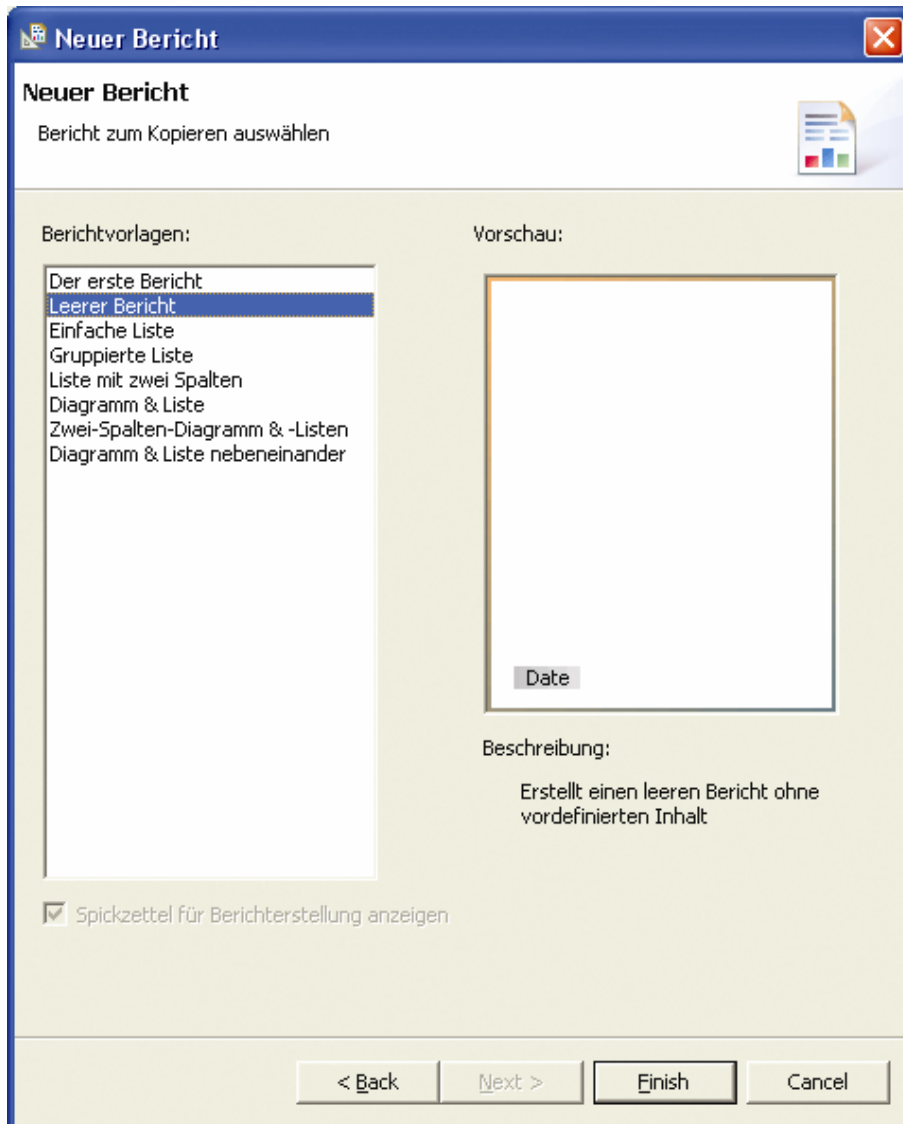 Neuer Bericht
Neuer Bericht
Bericht zum Kopieren auswählen
Berichtvorlagen:
Der erste Bericht
Leerer Bericht
Einfache Liste
Gruppierte Liste
Liste mit zwei Spalten
Diagramm & Liste
Zwei-Spalten-Diagramm & -Listen
Diagramm & Liste nebeneinander
Spickzettel für Berichterstellung anzeigen
Vorschau:
Date
Beschreibung:
Erstellt einen leeren Bericht ohne
vordefinierten Inhalt
< Back
Next >
Finish
Cancel